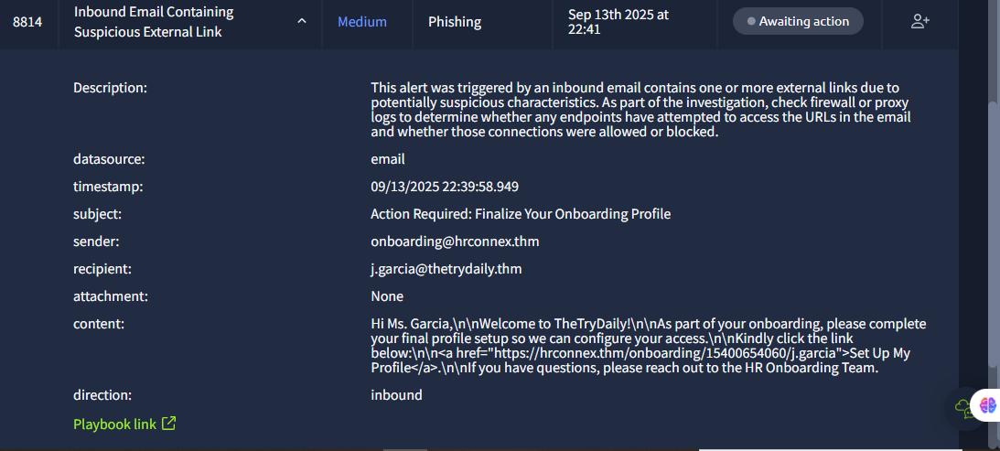 8814
Inbound Email Containing
Suspicious External Link
Medium
Phishing
Sep 13th 2025 at
22:41
Awaiting action
Description:
This alert was triggered by an inbound email contains one or more external links due to
potentially suspicious characteristics. As part of the investigation, check firewall or proxy
logs to determine whether any endpoints have attempted to access the URLs in the email
and whether those connections were allowed or blocked.
datasource:
email
timestamp:
09/13/2025 22:39:58.949
subject:
Action Required: Finalize Your Onboarding Profile
sender:
onboarding@hrconnex.thm
recipient:
j.garcia@thetrydaily.thm
attachment:
None
content:
Hi Ms. Garcia,\n\nWelcome to TheTryDaily!\n\nAs part of your onboarding, please complete
your final profile setup so we can configure your access.\n\nKindly click the link
below:\n\n<a href="https://hrconnex.thm/onboarding/15400654060/j.garcia">Set Up My
Profile</a>.\n\nIf you have questions, please reach out to the HR Onboarding Team.
direction:
inbound
Playbook link